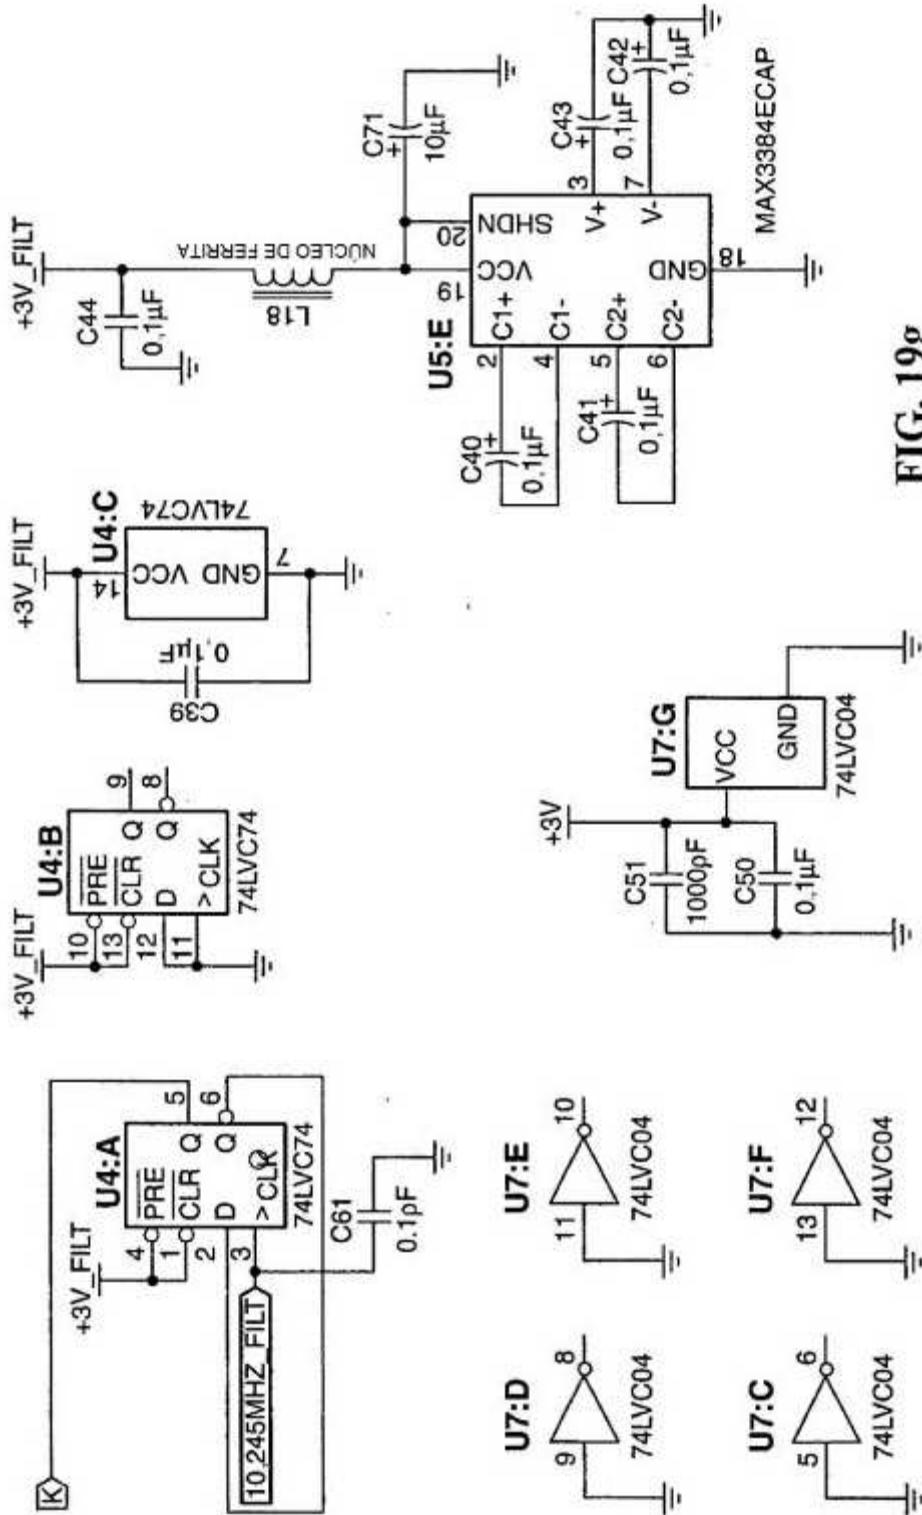 K
+3V_FILT
U4:A
4
PRE
1
CLR
2
D
3
>CLK
Q
5
Q
6
74LVC74
10,245MHZ_FILT
C61
0.1pF
+3V_FILT
U4:B
10
PRE
13
CLR
12
D
11
>CLK
Q
9
Q
8
74LVC74
+3V_FILT
U4:C
14
VCC
GND
7
74LVC74
C39
0,1µF
+3V_FILT
C44
0,1µF
L18
NÚCLEO DE FERRITA
C71
+
10µF
U5:E
19
VCC
20
SHDN
2
C1+
4
C1-
5
C2+
6
C2-
3
V+
7
V-
GND
18
C40
+
0,1µF
C41
+
0,1µF
C43
+
0,1µF
C42
+
0,1µF
MAX3384ECAP
U7:D
9
8
74LVC04
U7:E
11
10
74LVC04
U7:C
5
6
74LVC04
U7:F
13
12
74LVC04
+3V
U7:G
VCC
GND
74LVC04
C51
1000pF
C50
0,1µF
FIG. 19g